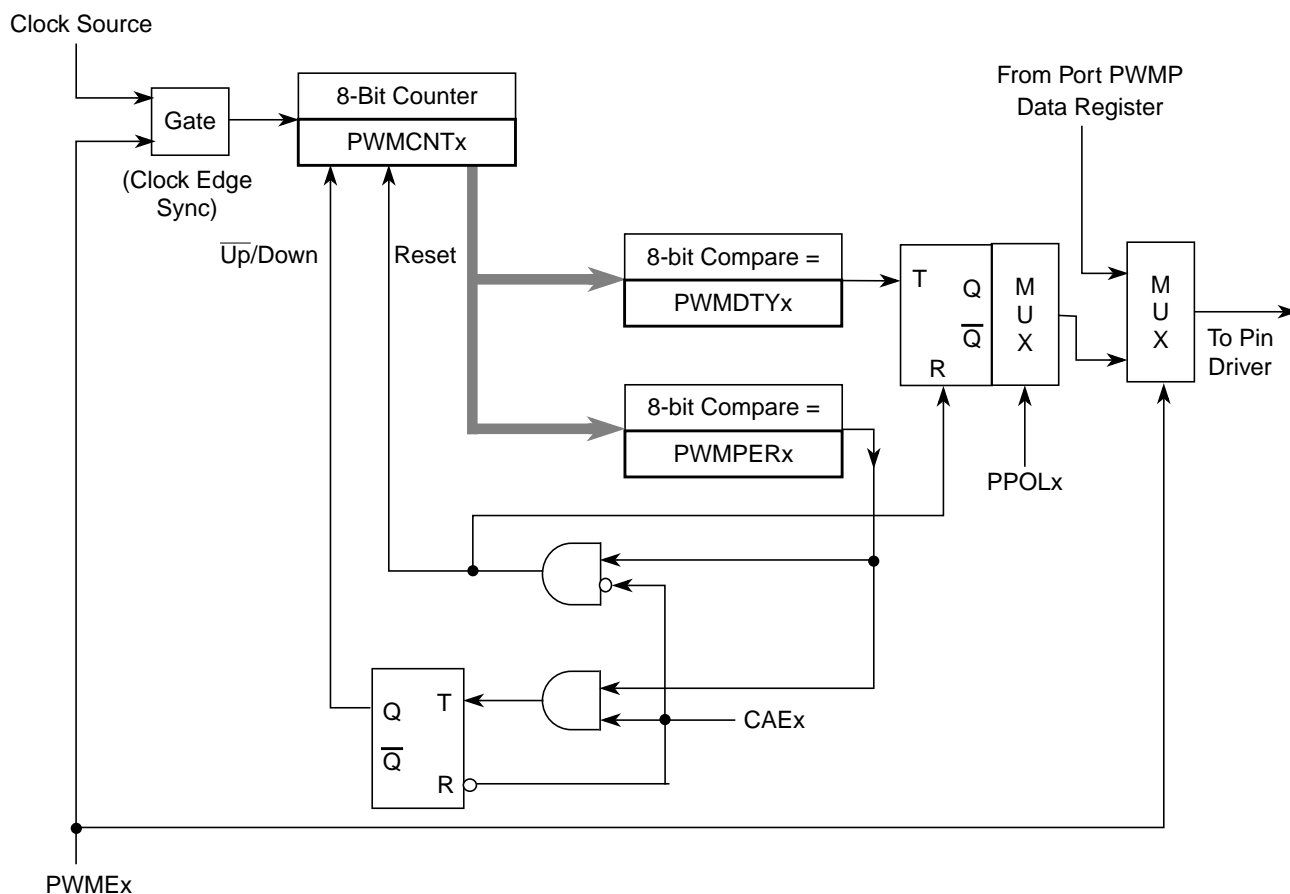 Clock Source
8-Bit Counter
PWMCNTx
Gate
(Clock Edge
Sync)
From Port PWMP
Data Register
U̅p̅/Down
Reset
8-bit Compare =
PWMDTYx
T
Q
Q̅
R
M
U
X
M
U
X
To Pin
Driver
8-bit Compare =
PWMPERx
PPOLx
Q
T
Q̅
R
CAEx
PWMEx